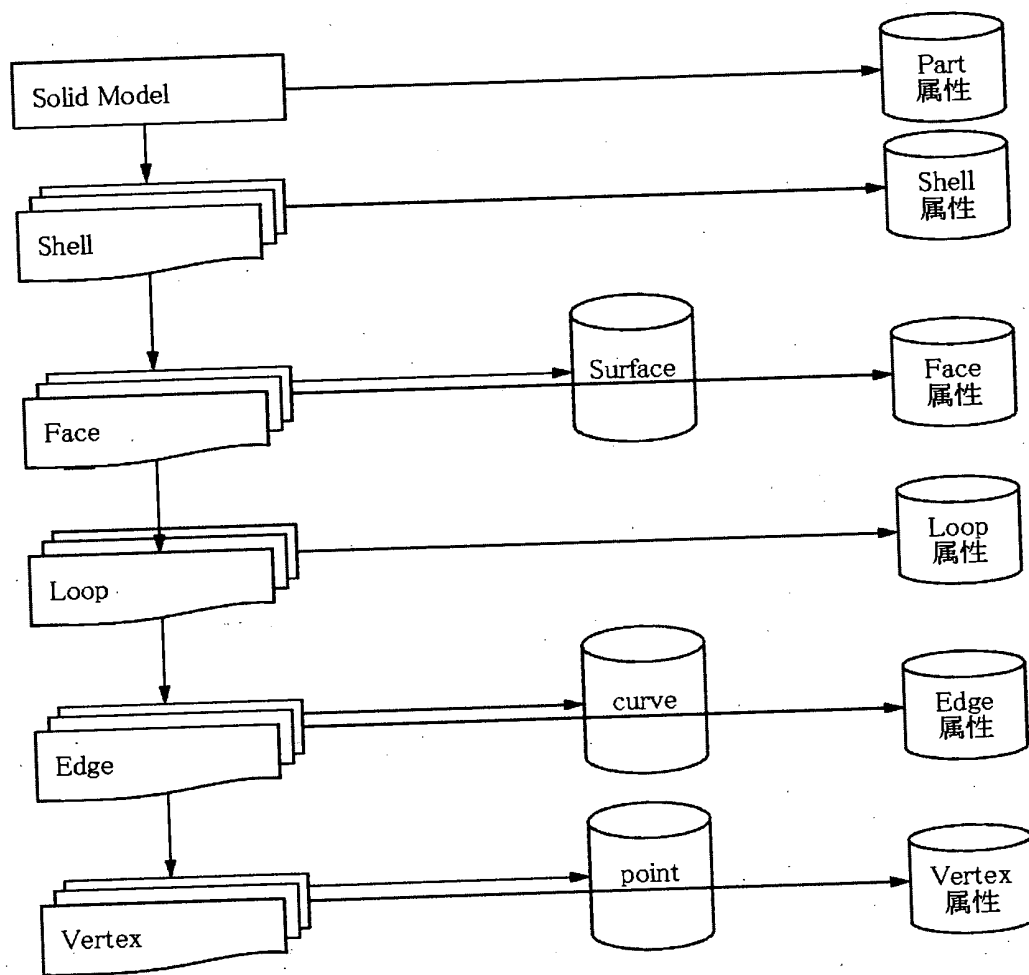 Solid Model
Part
属性
Shell
Shell
属性
Face
Surface
Face
属性
Loop
Loop
属性
Edge
curve
Edge
属性
Vertex
point
Vertex
属性